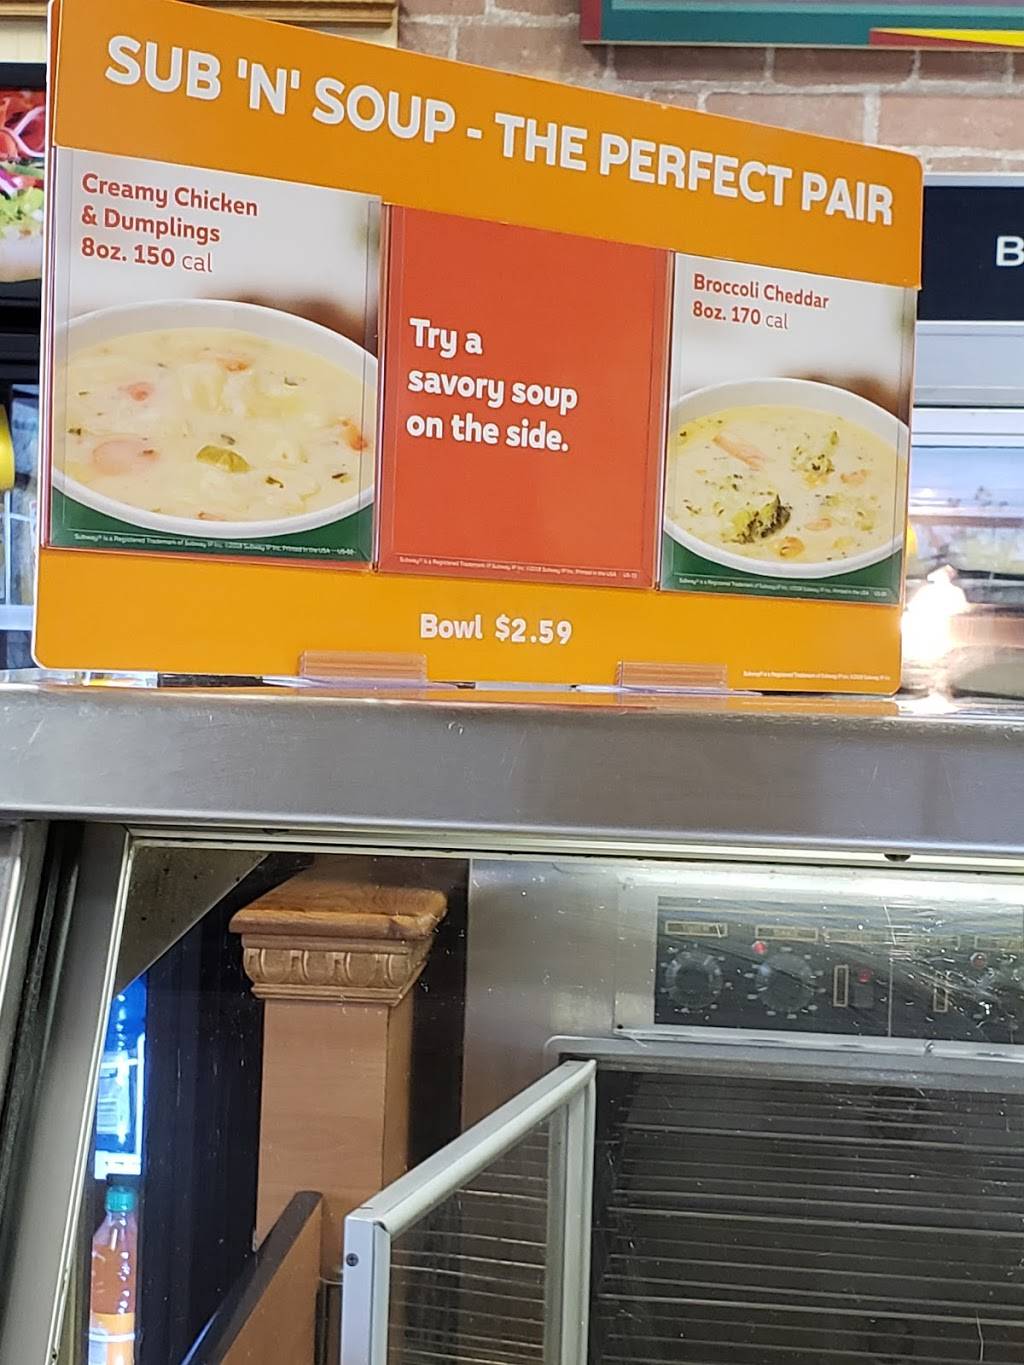 SUB 'N' SOUP - THE PERFECT PAIR
Creamy Chicken
& Dumplings
8oz. 150 cal
Try a
savory soup
on the side.
Broccoli Cheddar
8oz. 170 cal
Bowl $2.59
B